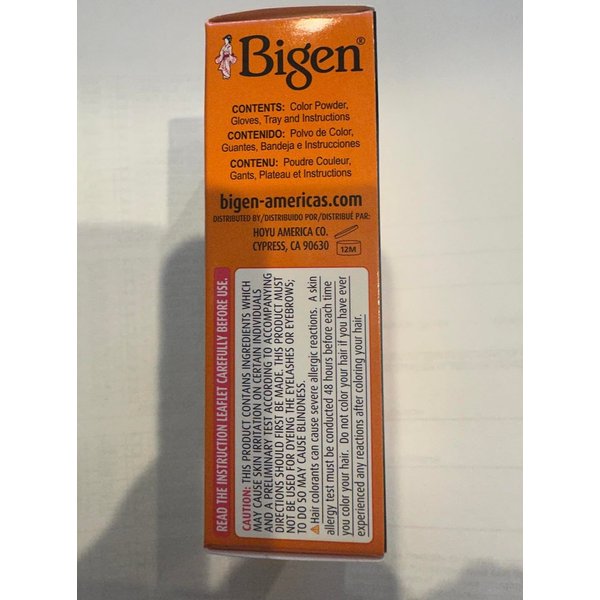 Bigen®
CONTENTS: Color Powder,
Gloves, Tray and Instructions
CONTENIDO: Polvo de Color,
Guantes, Bandeja e Instrucciones
CONTENU: Poudre Couleur,
Gants, Plateau et Instructions
bigen-americas.com
DISTRIBUTED BY/DISTRIBUIDO POR/DISTRIBUÉ PAR:
HOYU AMERICA CO.
CYPRESS, CA 90630
12M
READ THE INSTRUCTION LEAFLET CAREFULLY BEFORE USE.
CAUTION: THIS PRODUCT CONTAINS INGREDIENTS WHICH
MAY CAUSE SKIN IRRITATION ON CERTAIN INDIVIDUALS
AND A PRELIMINARY TEST ACCORDING TO ACCOMPANYING
DIRECTIONS SHOULD FIRST BE MADE. THIS PRODUCT MUST
NOT BE USED FOR DYEING THE EYELASHES OR EYEBROWS;
TO DO SO MAY CAUSE BLINDNESS.
⚠ Hair colorants can cause severe allergic reactions. A skin
allergy test must be conducted 48 hours before each time
you color your hair. Do not color your hair if you have ever
experienced any reactions after coloring your hair.